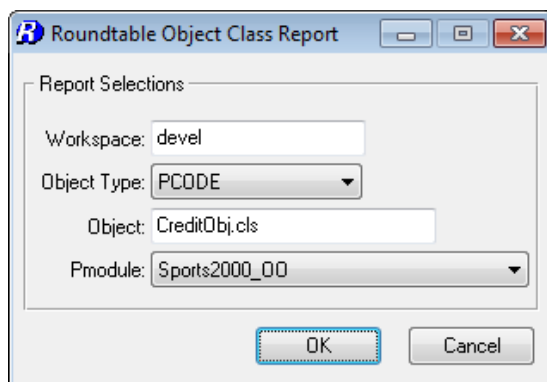 Roundtable Object Class Report
Report Selections
Workspace: devel
Object Type: PCODE
Object: CreditObj.cls
Pmodule: Sports2000_OO
OK Cancel